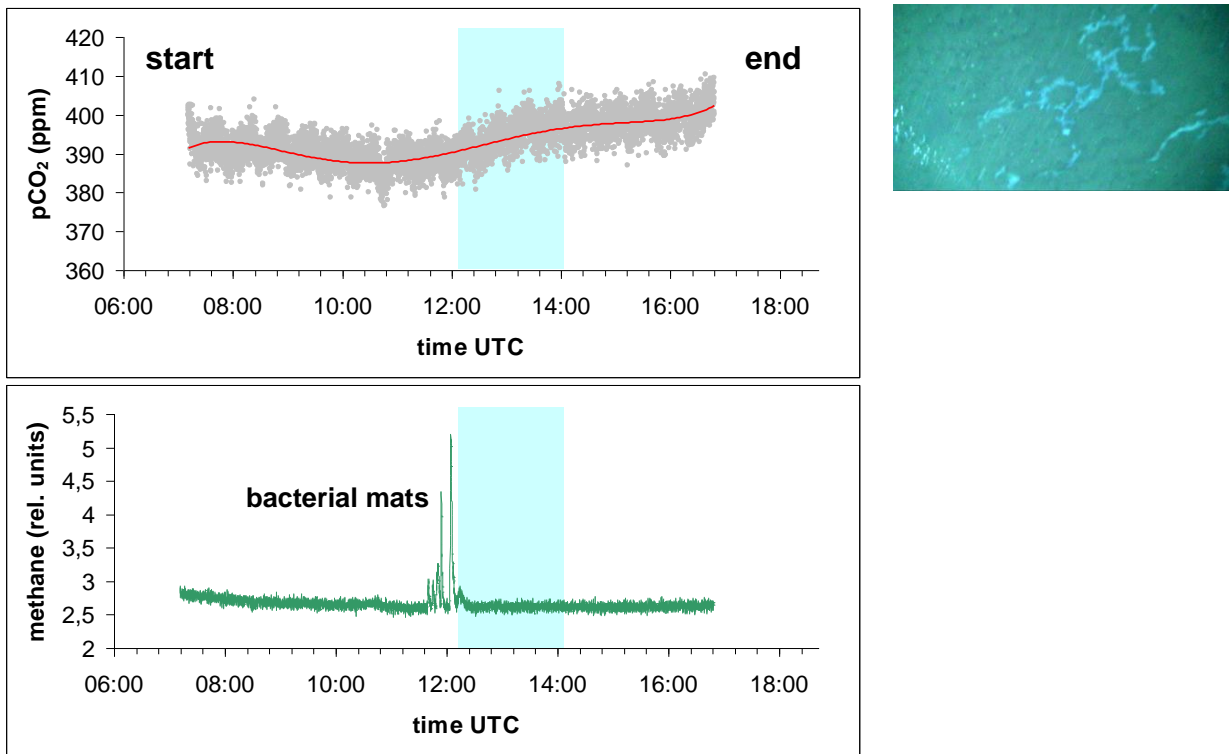 420
410
400
390
380
370
360
pCO₂ (ppm)
start
end
06:00 08:00 10:00 12:00 14:00 16:00 18:00
time UTC
5,5
5
4,5
4
3,5
3
2,5
2
methane (rel. units)
bacterial mats
06:00 08:00 10:00 12:00 14:00 16:00 18:00
time UTC